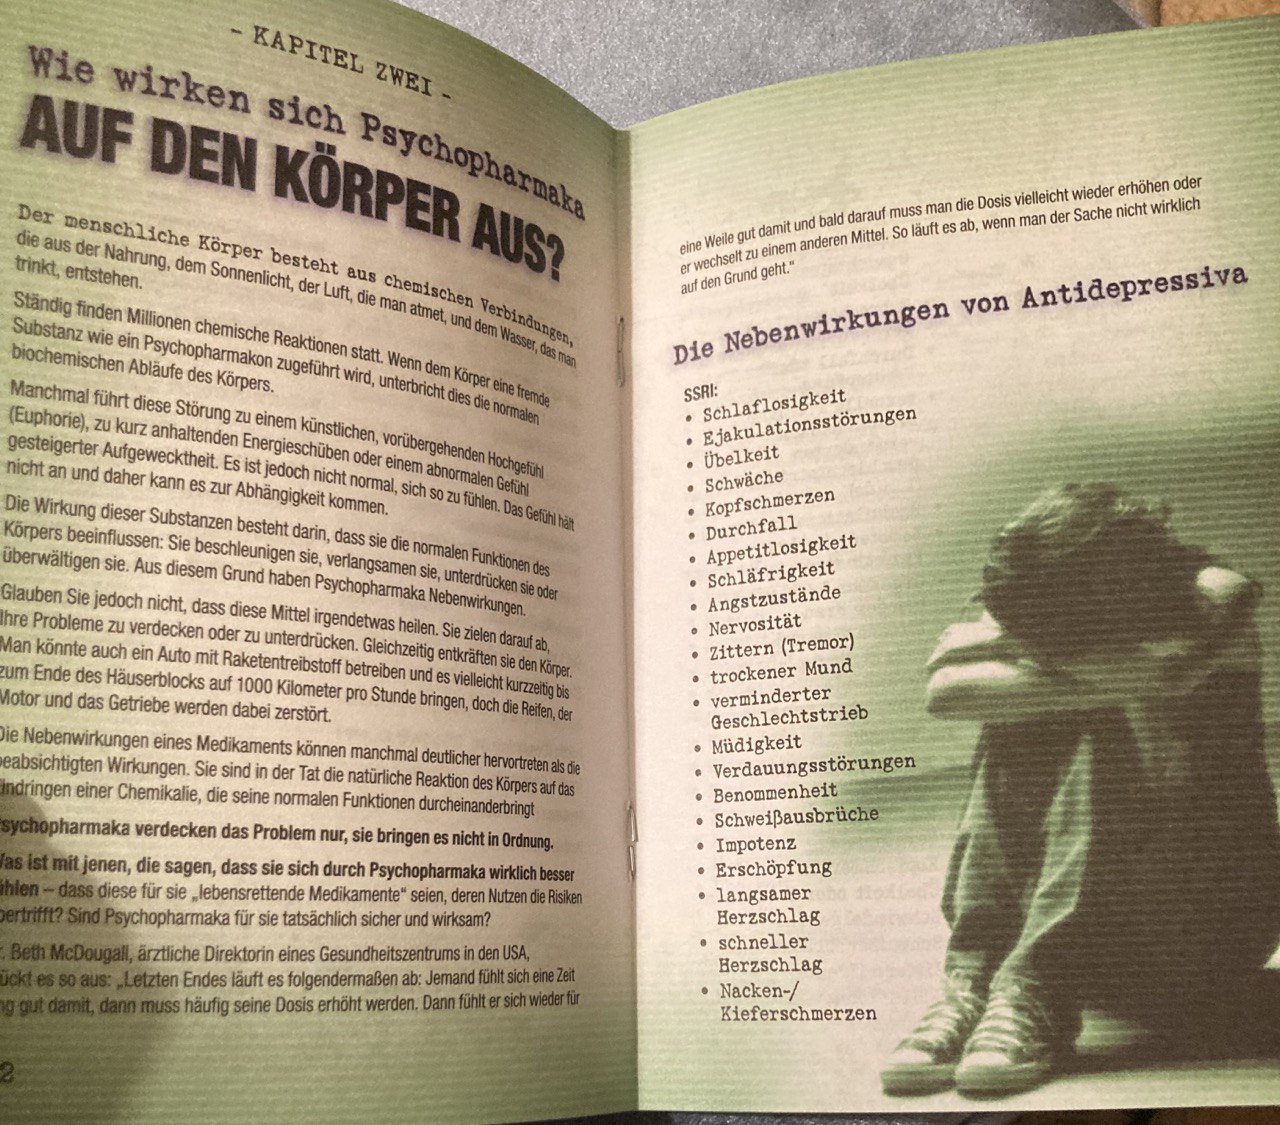 - KAPITEL ZWEI -
Wie wirken sich Psychopharmaka
AUF DEN KÖRPER AUS?
Der menschliche Körper besteht aus chemischen Verbindungen,
die aus der Nahrung, dem Sonnenlicht, der Luft, die man atmet, und dem Wasser, das man
trinkt, entstehen.
Ständig finden Millionen chemische Reaktionen statt. Wenn dem Körper eine fremde
Substanz wie ein Psychopharmakon zugeführt wird, unterbricht dies die normalen
biochemischen Abläufe des Körpers.
Manchmal führt diese Störung zu einem künstlichen, vorübergehenden Hochgefühl
(Euphorie), zu kurz anhaltenden Energieschüben oder einem abnormalen Gefühl
gesteigerter Aufgewecktheit. Es ist jedoch nicht normal, sich so zu fühlen. Das Gefühl hält
nicht an und daher kann es zur Abhängigkeit kommen.
Die Wirkung dieser Substanzen besteht darin, dass sie die normalen Funktionen des
Körpers beeinflussen: Sie beschleunigen sie, verlangsamen sie, unterdrücken sie oder
überwältigen sie. Aus diesem Grund haben Psychopharmaka Nebenwirkungen.
Glauben Sie jedoch nicht, dass diese Mittel irgendetwas heilen. Sie zielen darauf ab,
Ihre Probleme zu verdecken oder zu unterdrücken. Gleichzeitig entkräften sie den Körper.
Man könnte auch ein Auto mit Raketentreibstoff betreiben und es vielleicht kurzzeitig bis
zum Ende des Häuserblocks auf 1000 Kilometer pro Stunde bringen, doch die Reifen, der
Motor und das Getriebe werden dabei zerstört.
Die Nebenwirkungen eines Medikaments können manchmal deutlicher hervortreten als die
beabsichtigten Wirkungen. Sie sind in der Tat die natürliche Reaktion des Körpers auf das
Eindringen einer Chemikalie, die seine normalen Funktionen durcheinanderbringt
Psychopharmaka verdecken das Problem nur, sie bringen es nicht in Ordnung.
Was ist mit jenen, die sagen, dass sie sich durch Psychopharmaka wirklich besser
fühlen – dass diese für sie „lebensrettende Medikamente“ seien, deren Nutzen die Risiken
übertrifft? Sind Psychopharmaka für sie tatsächlich sicher und wirksam?
Beth McDougall, ärztliche Direktorin eines Gesundheitszentrums in den USA,
drückt es so aus: „Letzten Endes läuft es folgendermaßen ab: Jemand fühlt sich eine Zeit
lang gut damit, dann muss häufig seine Dosis erhöht werden. Dann fühlt er sich wieder für
2
eine Weile gut damit und bald darauf muss man die Dosis vielleicht wieder erhöhen oder
er wechselt zu einem anderen Mittel. So läuft es ab, wenn man der Sache nicht wirklich
auf den Grund geht.“
Die Nebenwirkungen von Antidepressiva
SSRI:
• Schlaflosigkeit
• Ejakulationsstörungen
• Übelkeit
• Schwäche
• Kopfschmerzen
• Durchfall
• Appetitlosigkeit
• Schläfrigkeit
• Angstzustände
• Nervosität
• Zittern (Tremor)
• trockener Mund
• verminderter
Geschlechtstrieb
• Müdigkeit
• Verdauungsstörungen
• Benommenheit
• Schweißausbrüche
• Impotenz
• Erschöpfung
• langsamer
Herzschlag
• schneller
Herzschlag
• Nacken-/
Kieferschmerzen